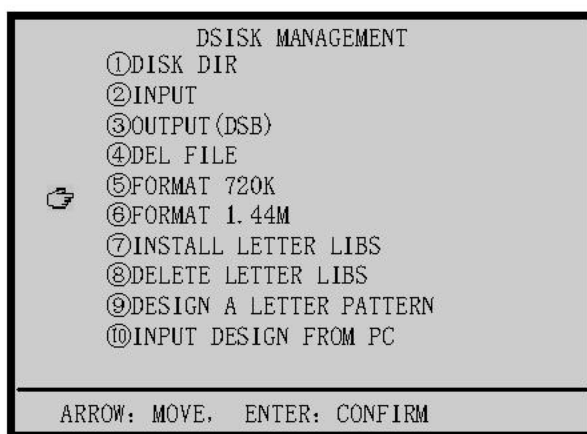 DSISK MANAGEMENT
①DISK DIR
②INPUT
③OUTPUT(DSB)
④DEL FILE
⑤FORMAT 720K
⑥FORMAT 1.44M
⑦INSTALL LETTER LIBS
⑧DELETE LETTER LIBS
⑨DESIGN A LETTER PATTERN
⑩INPUT DESIGN FROM PC
ARROW: MOVE, ENTER: CONFIRM